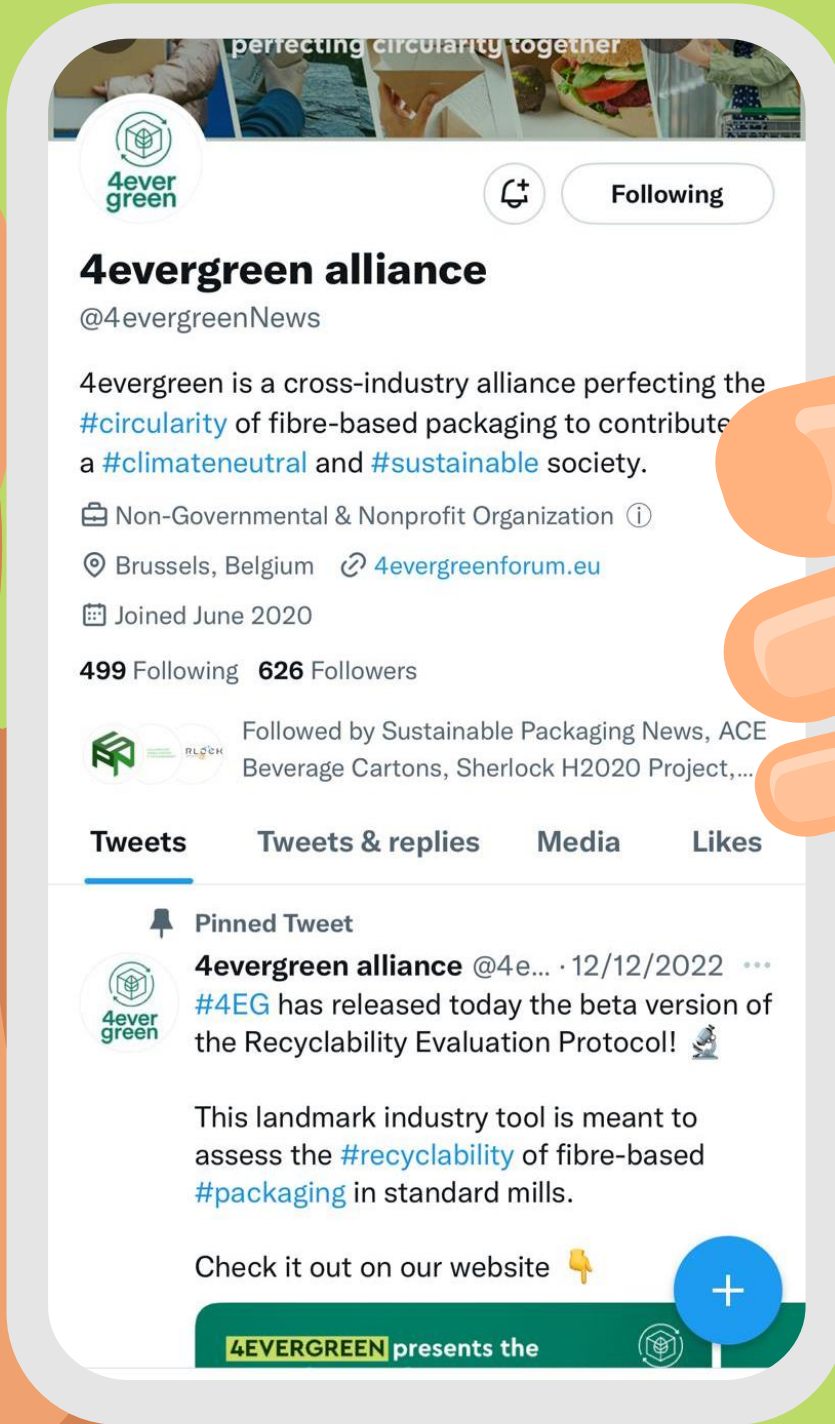 perfecting circularity together
4ever
green
Following
4evergreen alliance
@4evergreenNews
4evergreen is a cross-industry alliance perfecting the
#circularity of fibre-based packaging to contribute
a #climateneutral and #sustainable society.
Non-Governmental & Nonprofit Organization
Brussels, Belgium 4evergreenforum.eu
Joined June 2020
499 Following 626 Followers
RLOCK
Followed by Sustainable Packaging News, ACE
Beverage Cartons, Sherlock H2020 Project,...
Tweets Tweets & replies Media Likes
Pinned Tweet
4evergreen alliance @4e... · 12/12/2022 ...
4ever
green
#4EG has released today the beta version of
the Recyclability Evaluation Protocol! 🔬
This landmark industry tool is meant to
assess the #recyclability of fibre-based
#packaging in standard mills.
Check it out on our website 👇
4EVERGREEN presents the